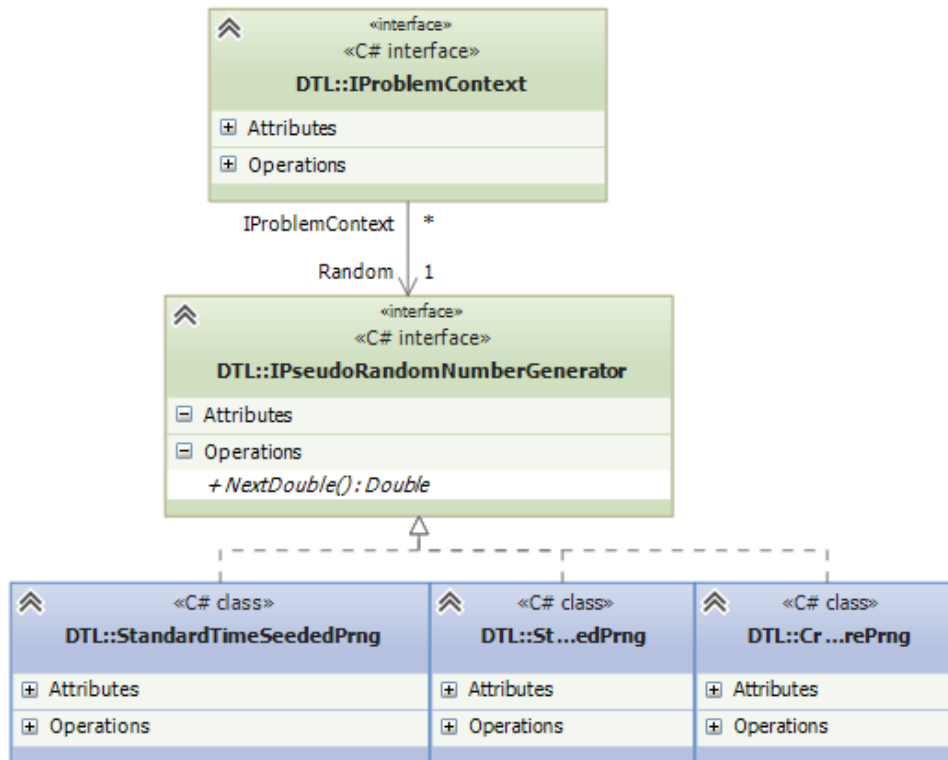 «interface»
«C# interface»
DTL::IProblemContext
Attributes
Operations
IProblemContext *
Random 1
«interface»
«C# interface»
DTL::IPseudoRandomNumberGenerator
Attributes
Operations
+ NextDouble() : Double
«C# class»
DTL::StandardTimeSeededPrng
Attributes
Operations
«C# class»
DTL::St...edPrng
Attributes
Operations
«C# class»
DTL::Cr...rePrng
Attributes
Operations